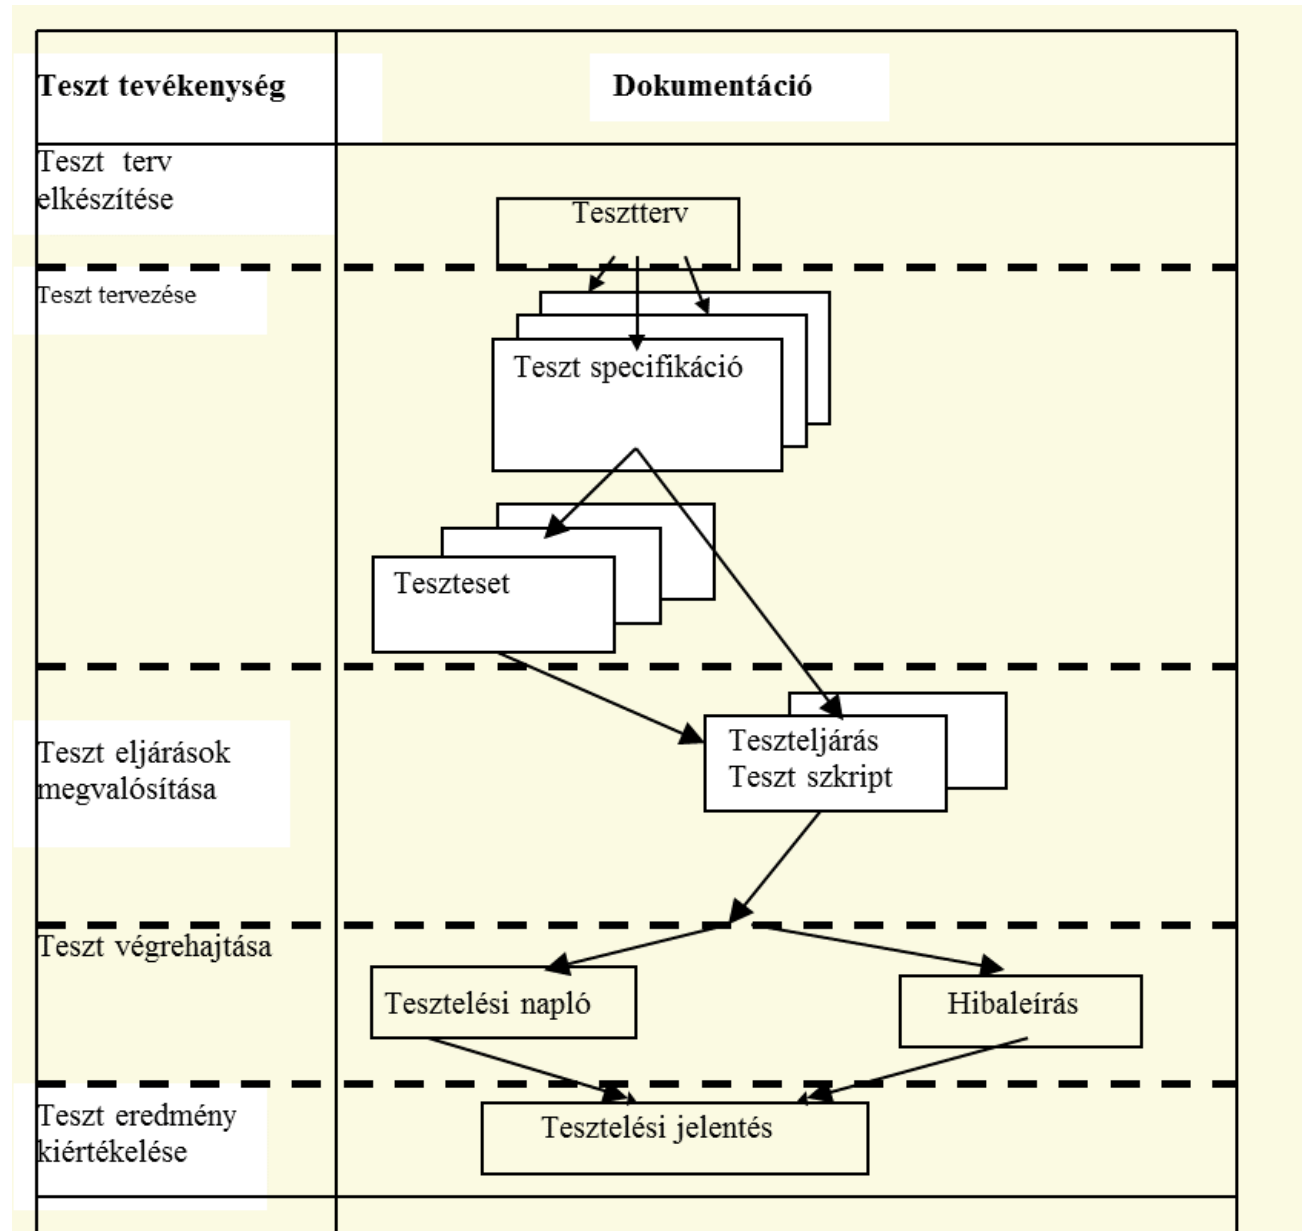 Teszt tevékenység
Dokumentáció
Teszt terv
elkészítése
Tesztterv
Teszt tervezése
Teszt specifikáció
Teszteset
Teszt eljárások
megvalósítása
Teszteljárás
Teszt szkript
Teszt végrehajtása
Tesztelési napló
Hibaleírás
Teszt eredmény
kiértékelése
Tesztelési jelentés